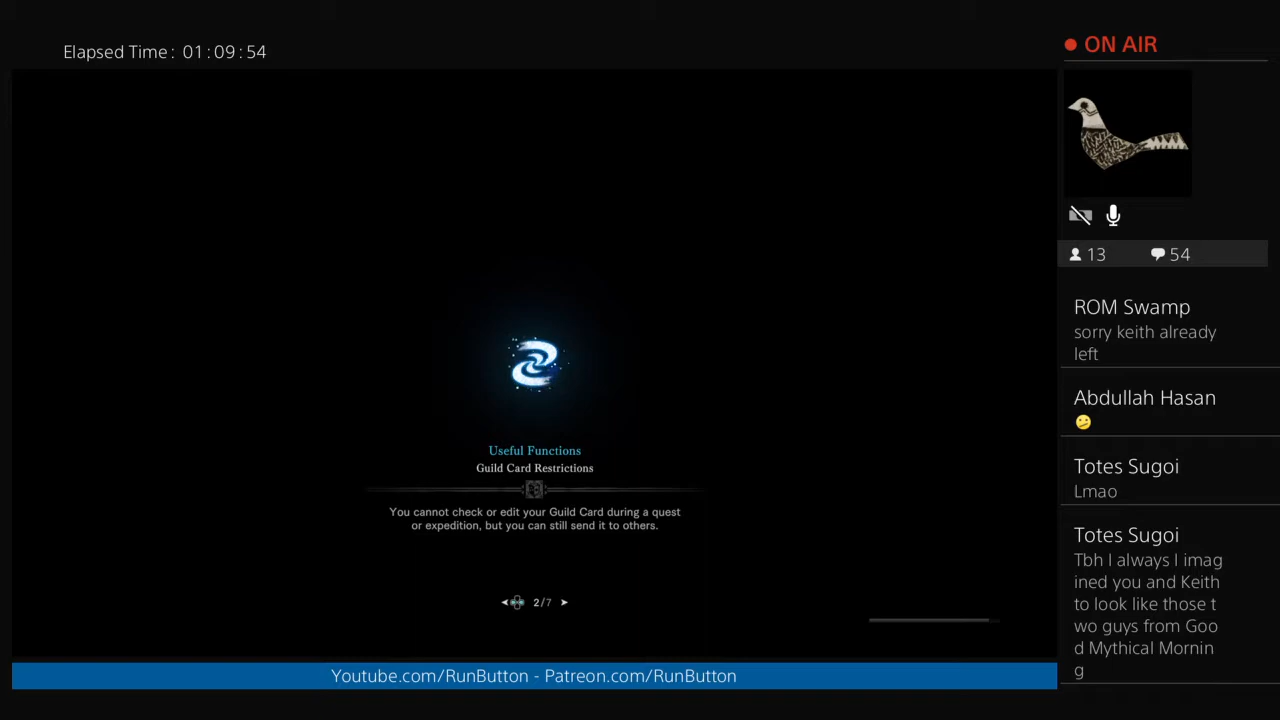 Elapsed Time: 01:09:54
ON AIR
13 54
ROM Swamp
sorry keith already
left
Abdullah Hasan
Totes Sugoi
Lmao
Totes Sugoi
Tbh I always I imag
ined you and Keith
to look like those t
wo guys from Goo
d Mythical Mornin
g
Useful Functions
Guild Card Restrictions
You cannot check or edit your Guild Card during a quest
or expedition, but you can still send it to others.
2/7
Youtube.com/RunButton - Patreon.com/RunButton